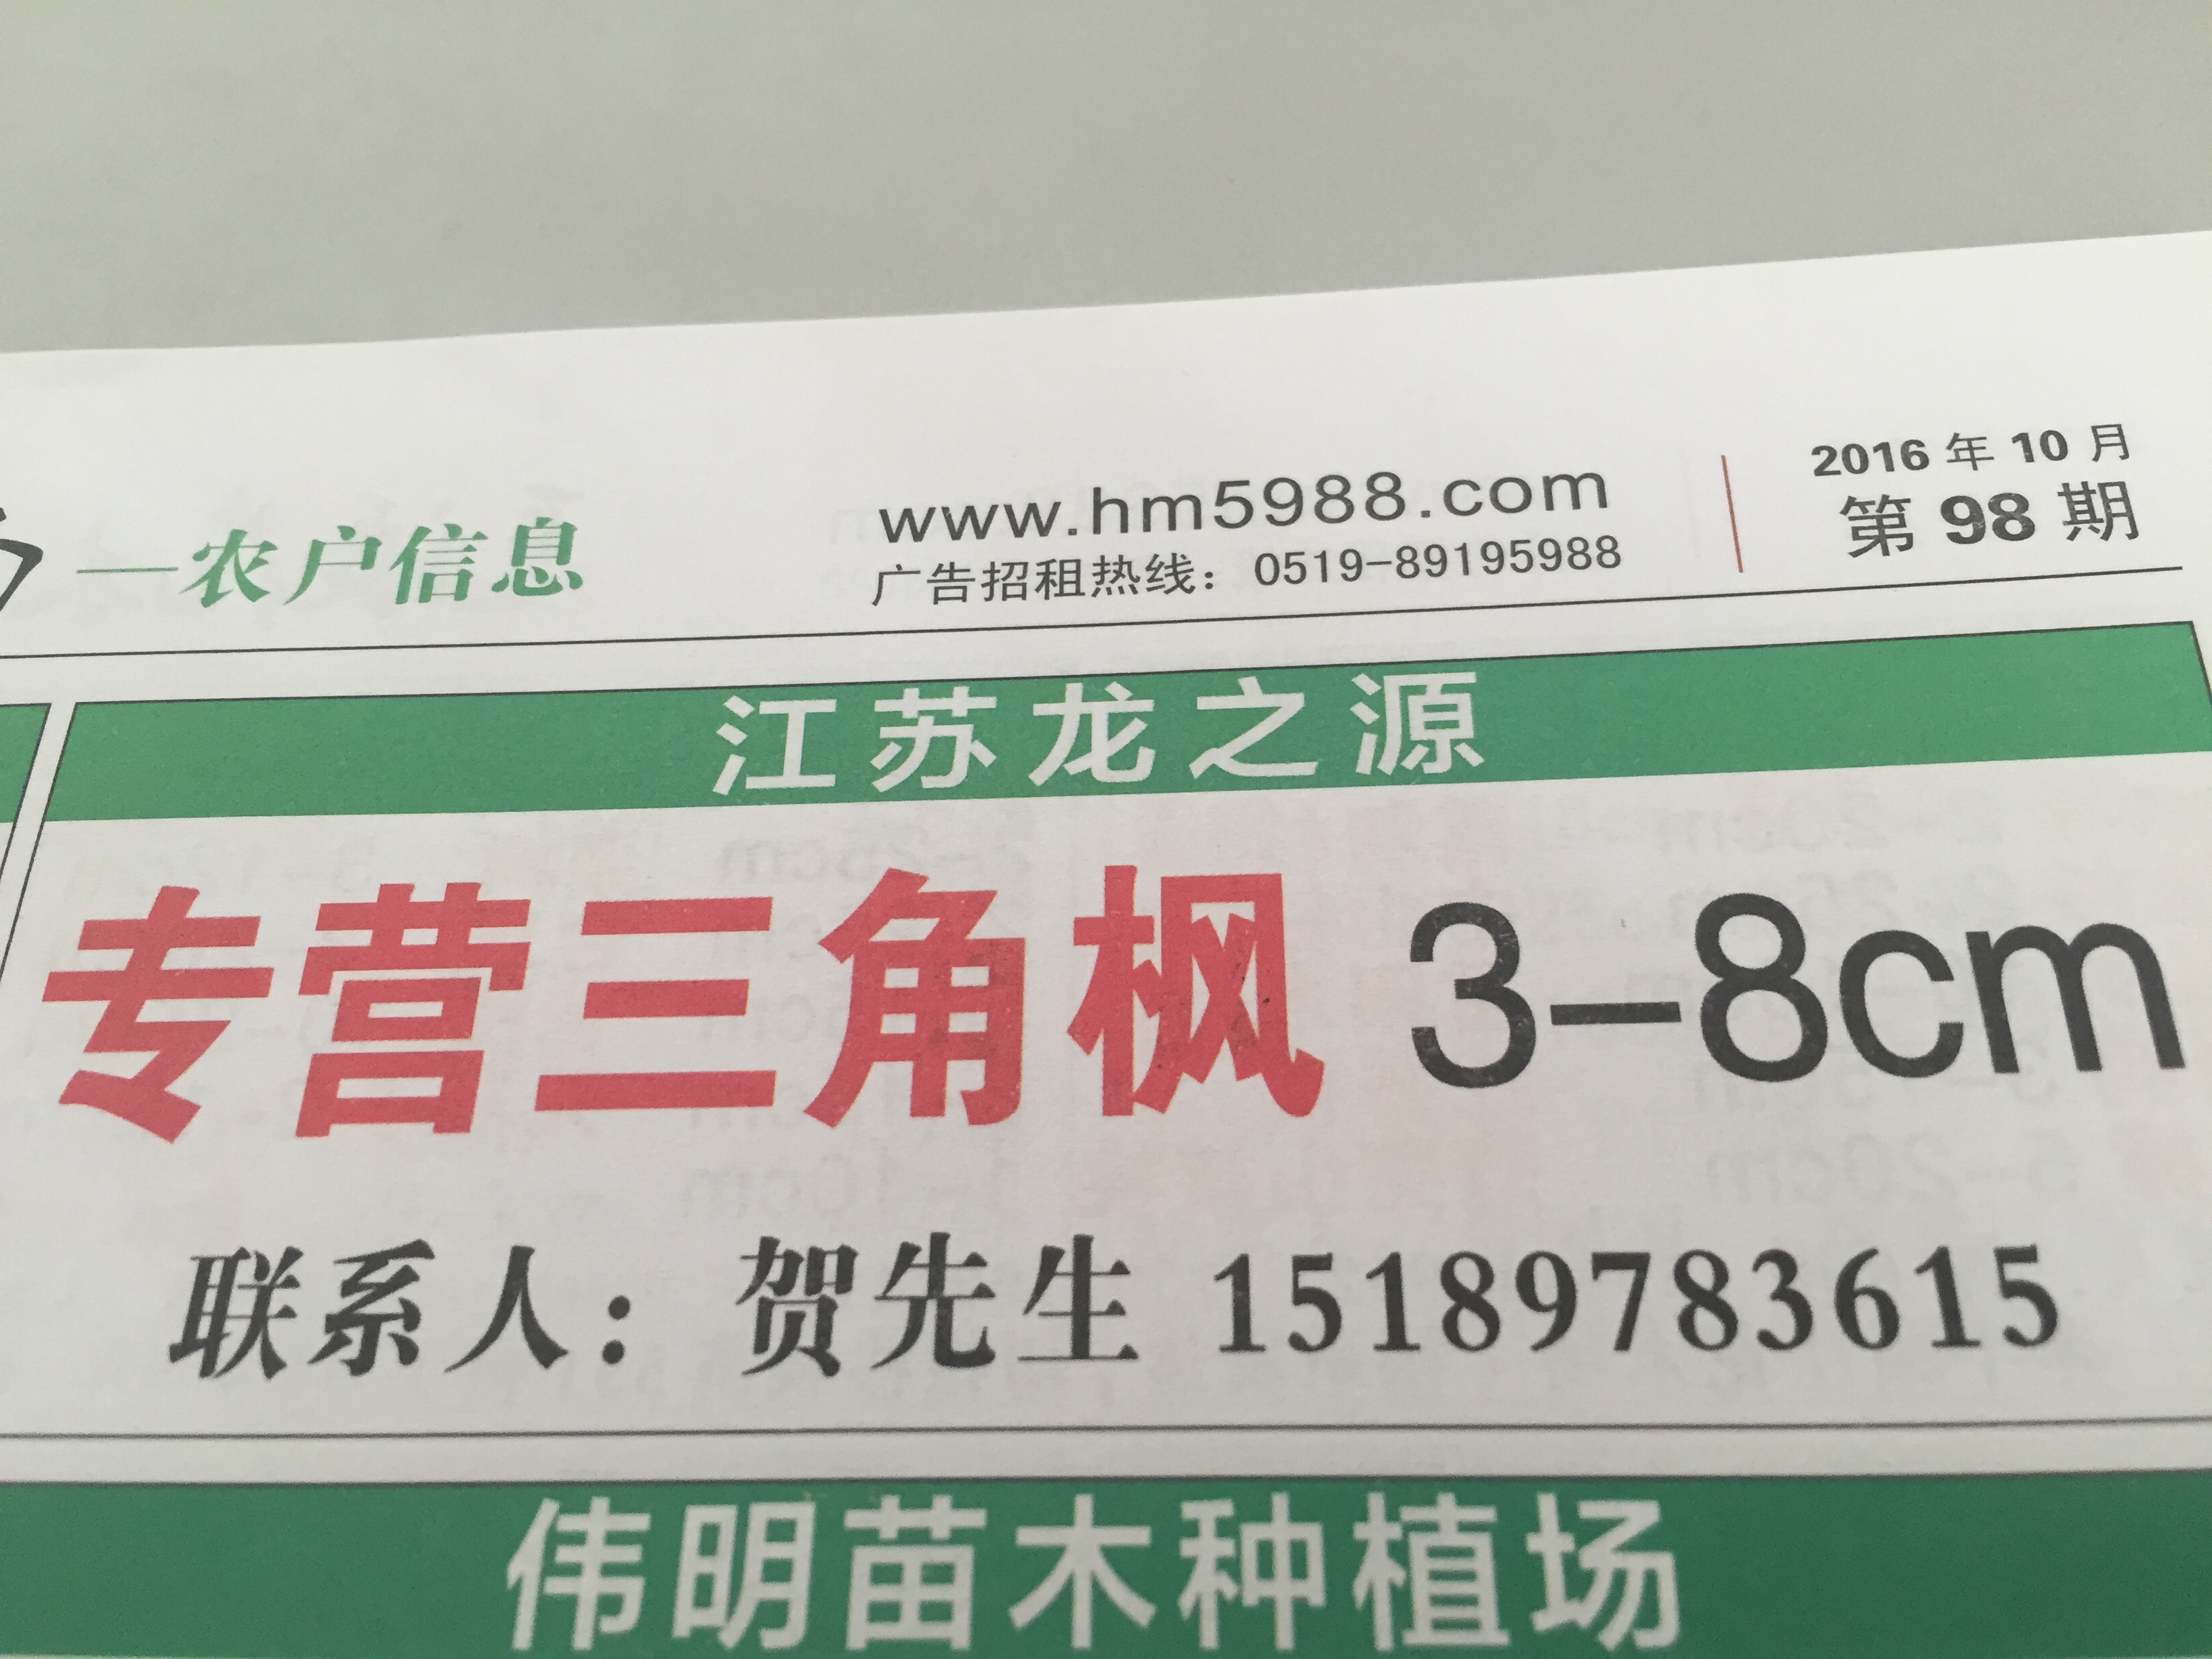 —农户信息
www.hm5988.com
广告招租热线：0519-89195988
2016年10月
第98期
江苏龙之源
专营三角枫 3-8cm
联系人：贺先生 15189783615
伟明苗木种植场